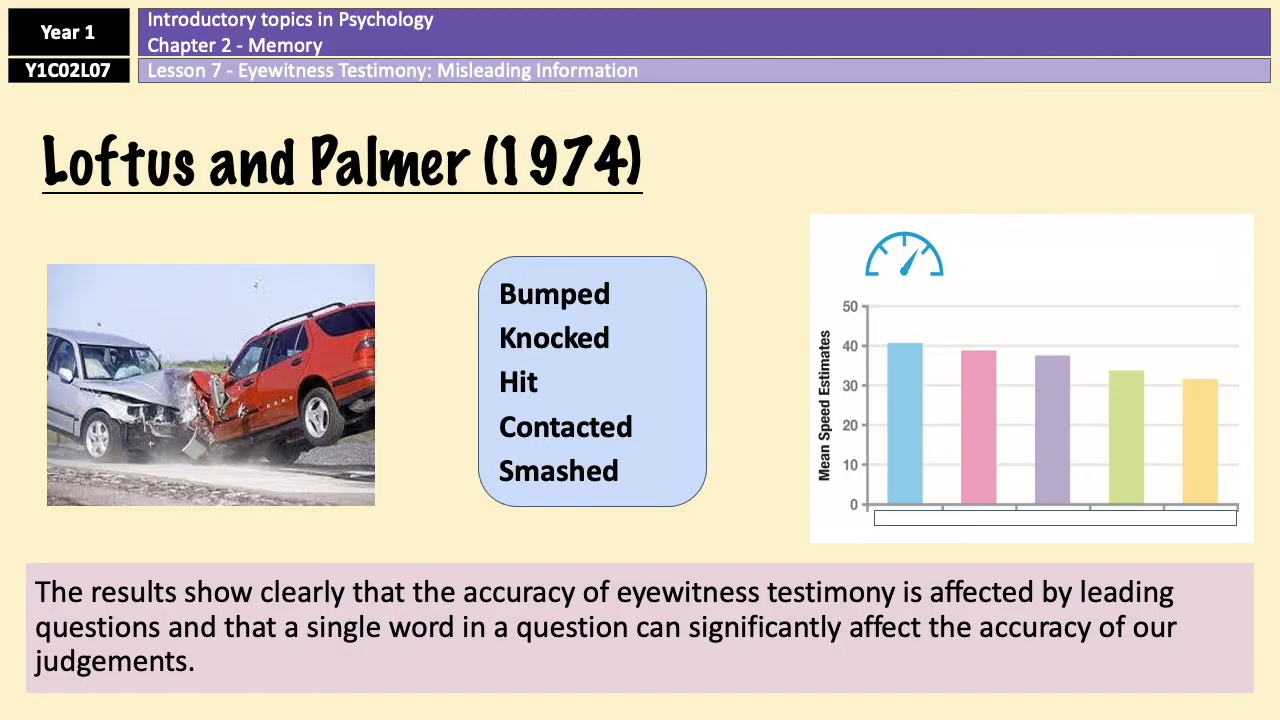 Year 1
Introductory topics in Psychology
Chapter 2 - Memory
Y1C02L07
Lesson 7 - Eyewitness Testimony: Misleading Information
Loftus and Palmer (1974)
Bumped
Knocked
Hit
Contacted
Smashed
Mean Speed Estimates
50
40
30
20
10
0
The results show clearly that the accuracy of eyewitness testimony is affected by leading
questions and that a single word in a question can significantly affect the accuracy of our
judgements.